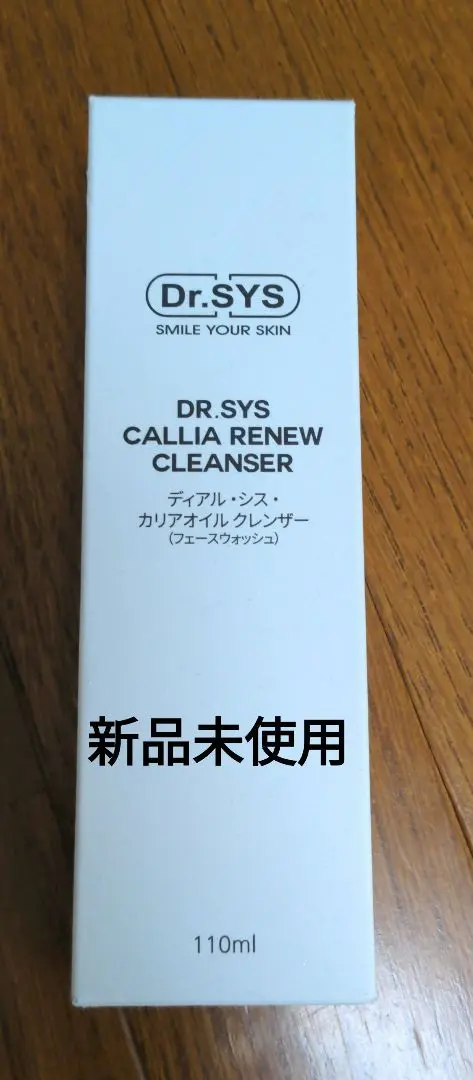 Dr.SYS
SMILE YOUR SKIN
DR.SYS
CALLIA RENEW
CLEANSER
ディアル・シス・
カリアオイル クレンザー
(フェースウォッシュ)
新品未使用
110ml